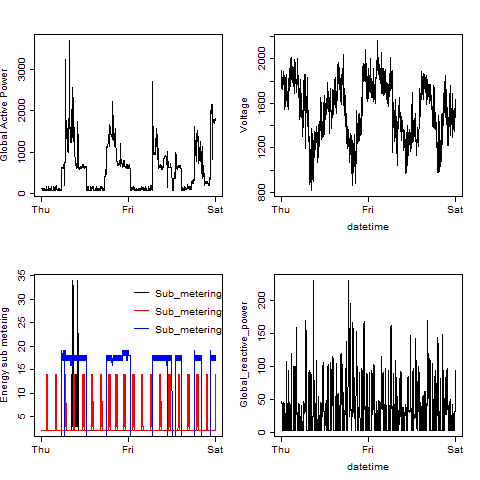 Global Active Power
0 1000 2000 3000
Thu Fri Sat
Voltage
800 1200 1600 2000
Thu Fri Sat
datetime
Energy sub metering
5 10 15 20 25 30 35
Sub_metering
Sub_metering
Sub_metering
Thu Fri Sat
Global_reactive_power
0 50 100 150 200
Thu Fri Sat
datetime